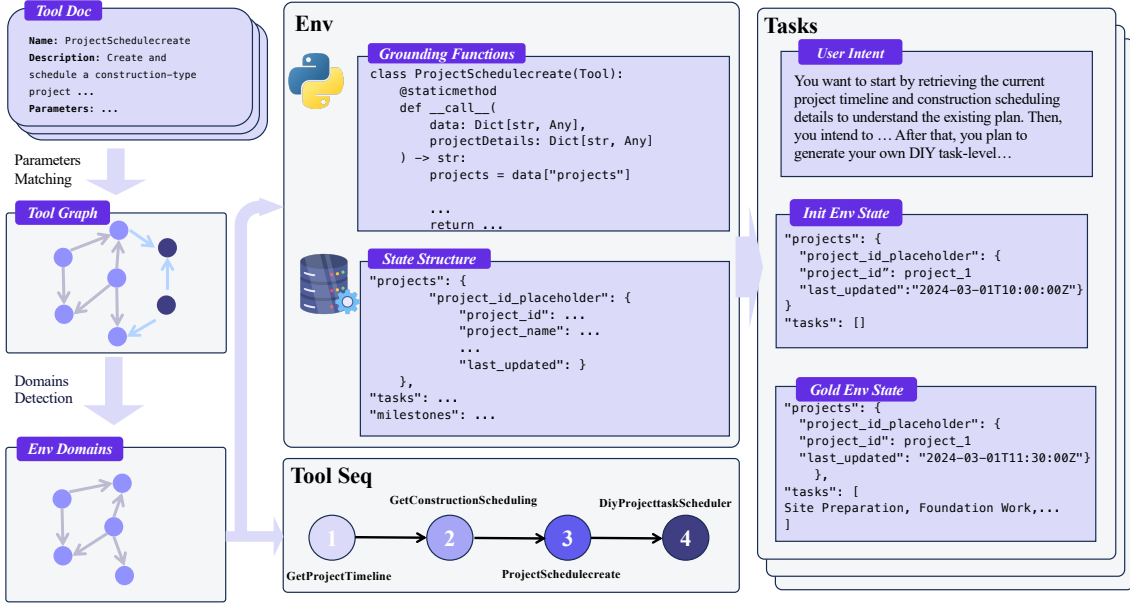 Tool Doc
Name: ProjectSchedulecreate
Description: Create and
schedule a construction-type
project ...
Parameters: ...
Parameters
Matching
Tool Graph
Domains
Detection
Env Domains
Env
Grounding Functions
class ProjectSchedulecreate(Tool):
@staticmethod
def __call__(
data: Dict[str, Any],
projectDetails: Dict[str, Any]
) -> str:
projects = data["projects"]
...
return ...
State Structure
"projects": {
"project_id_placeholder": {
"project_id": ...
"project_name": ...
...
"last_updated": }
},
"tasks": ...
"milestones": ...
Tool Seq
GetConstructionScheduling
DiyProjecttaskScheduler
1
2
3
4
GetProjectTimeline
ProjectSchedulecreate
Tasks
User Intent
You want to start by retrieving the current
project timeline and construction scheduling
details to understand the existing plan. Then,
you intend to … After that, you plan to
generate your own DIY task-level…
Init Env State
"projects": {
"project_id_placeholder": {
"project_id”: project_1
"last_updated":"2024-03-01T10:00:00Z"}
}
"tasks": []
Gold Env State
"projects": {
"project_id_placeholder": {
"project_id": project_1
"last_updated": "2024-03-01T11:30:00Z"}
},
"tasks": [
Site Preparation, Foundation Work,...
]